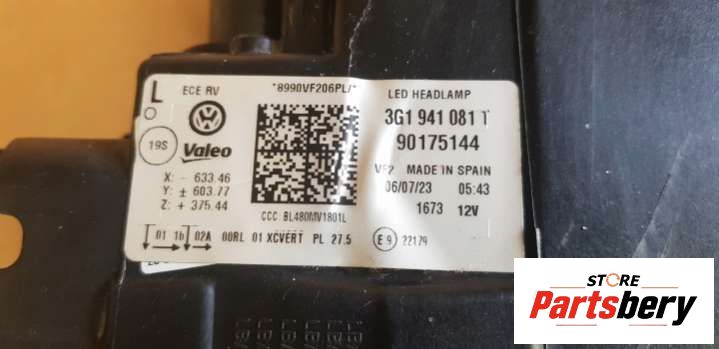 L ECE RV *8990VF206PL/* LED HEADLAMP
VW 3G1 941 081 T
19S Valeo 90175144
VF2 MADE IN SPAIN
X: - 633.46 06/07/23 05:43
Y: ± 603.77
Z: + 375.44 1673 12V
CCC BL480MV1801L
01 1b 02A 00RL 01 XCVERT PL 27.5 E9 22179
STORE
Partsbery